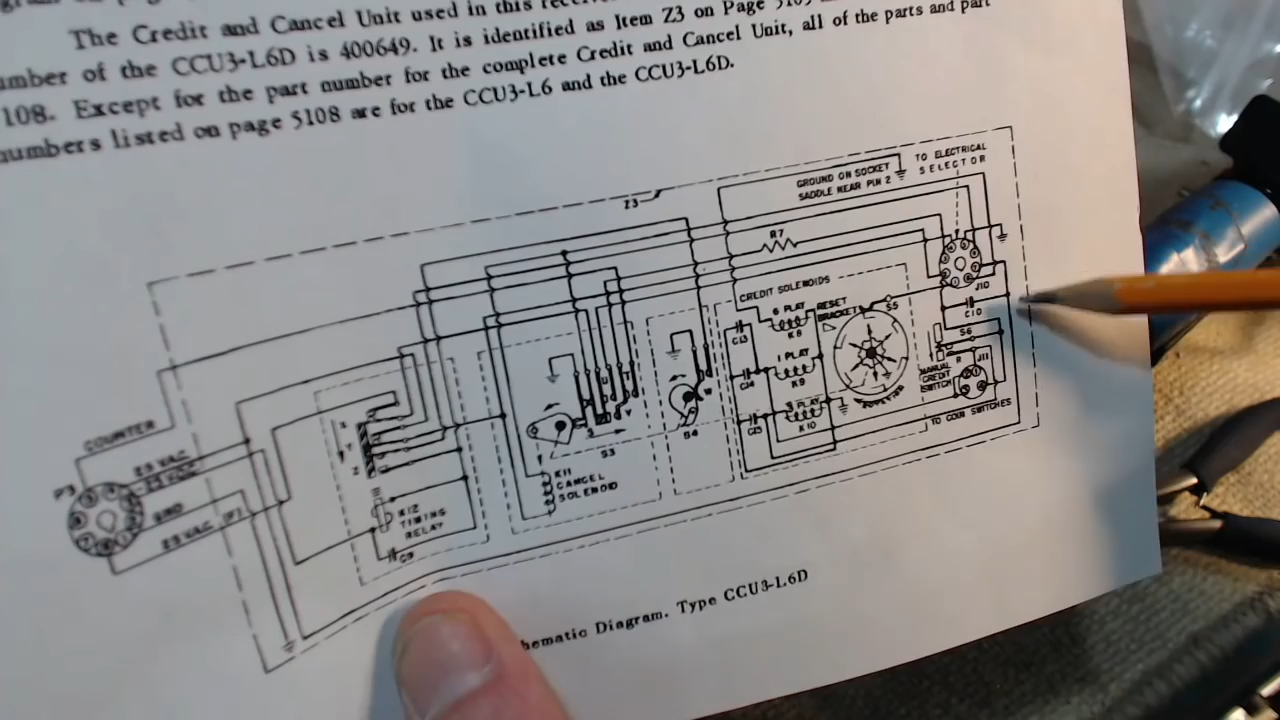 The Credit and Cancel Unit used in this
of the CCU3-L6D is 400649. It is identified as Item Z3 on Page
108. Except for the part number for the complete Credit and Cancel Unit, all of the parts and part
numbers listed on page 5108 are for the CCU3-L6 and the CCU3-L6D.
Z3
GROUND ON SOCKET
SADDLE NEAR PIN 2
TO ELECTRICAL
SELECTOR
R7
J10
CREDIT SOLENOIDS
6 PLAY
K8
RESET
BRACKET
S5
C10
C13
S6
1 PLAY
K9
C14
R
J11
MANUAL
CREDIT
SWITCH
K10
C15
TO COIN SWITCHES
COUNTER
25 VAC
P3
GND
25 VAC (F)
X
Y
Z
K12
TIMING
RELAY
C9
U
T
S
V
S3
W
S4
K11
CANCEL
SOLENOID
Diagram. Type CCU3-L6D